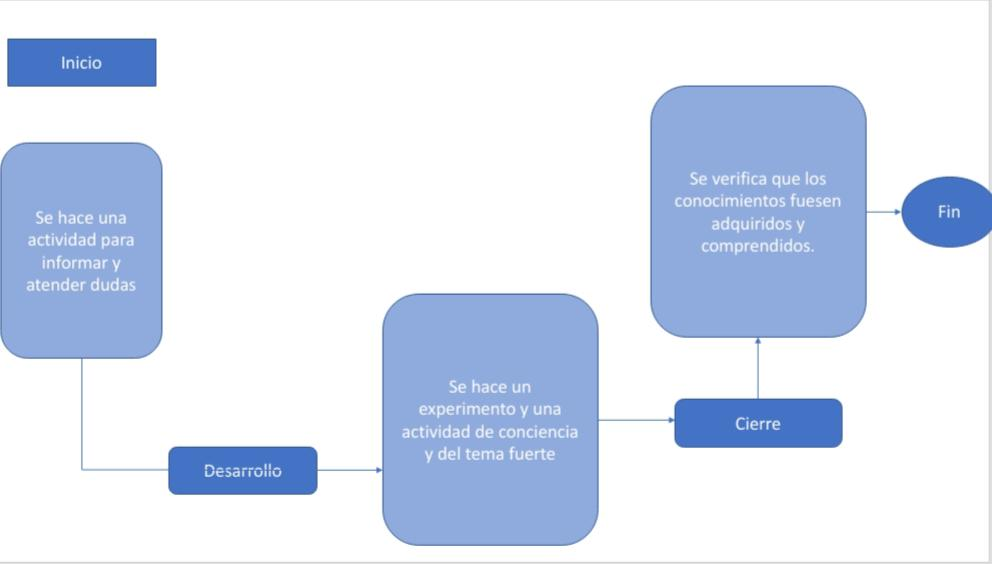 Inicio
Se hace una
actividad para
informar y
atender dudas
Desarrollo
Se hace un
experimento y una
actividad de conciencia
y del tema fuerte
Cierre
Se verifica que los
conocimientos fuesen
adquiridos y
comprendidos.
Fin